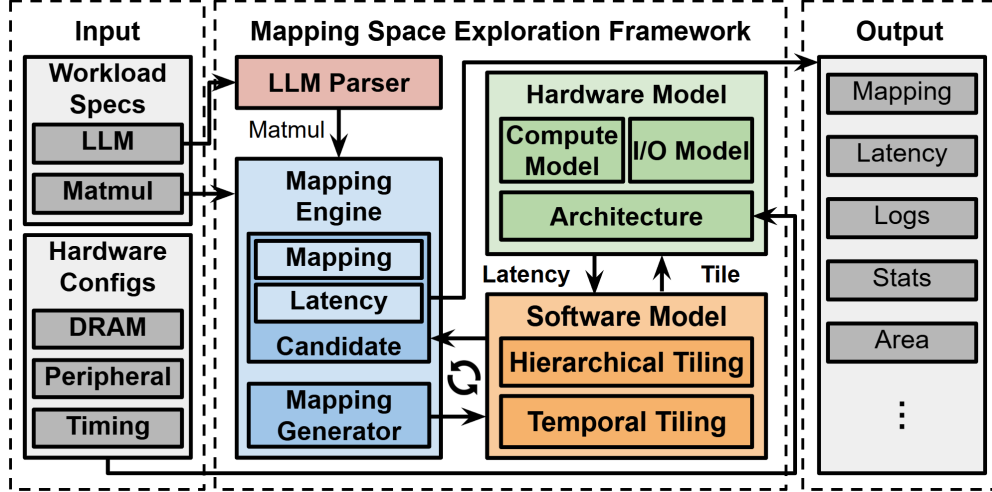 Input
Workload
Specs
LLM
Matmul
Hardware
Configs
DRAM
Peripheral
Timing
Mapping Space Exploration Framework
LLM Parser
Matmul
Mapping
Engine
Mapping
Latency
Candidate
Mapping
Generator
Hardware Model
Compute
Model
I/O Model
Architecture
Latency
Tile
Software Model
Hierarchical Tiling
Temporal Tiling
Output
Mapping
Latency
Logs
Stats
Area
⋮